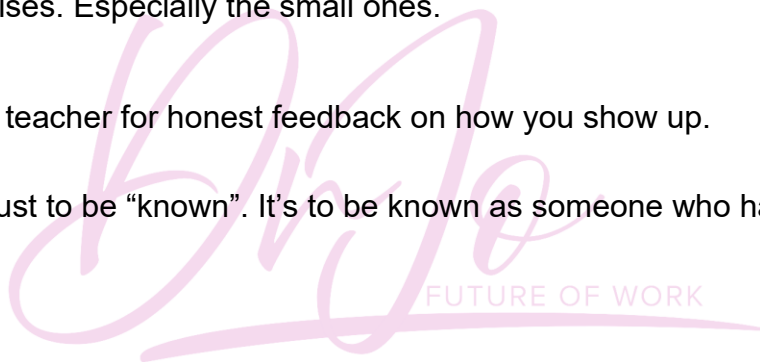 ises. Especially the small ones.
teacher for honest feedback on how you show up.
ust to be “known”. It’s to be known as someone who ha
DrJo
FUTURE OF WORK